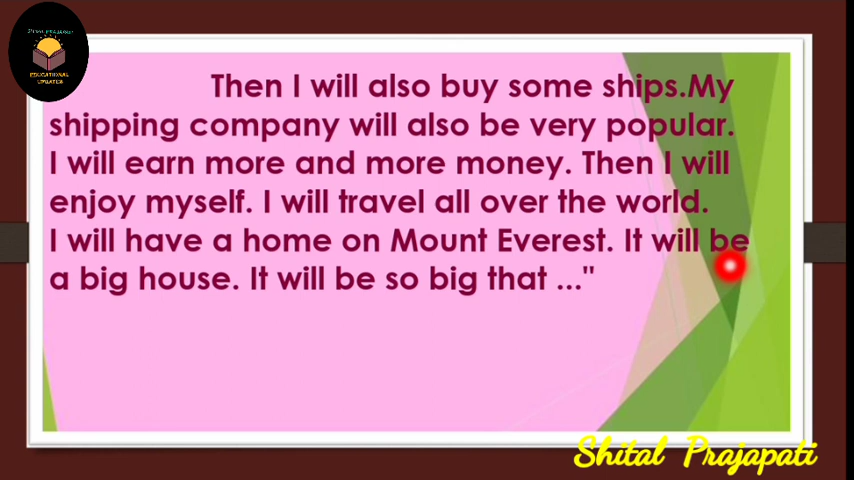 EDUCATIONAL
UPDATES
Then I will also buy some ships.My
shipping company will also be very popular.
I will earn more and more money. Then I will
enjoy myself. I will travel all over the world.
I will have a home on Mount Everest. It will be
a big house. It will be so big that ..."
Shital Prajapati